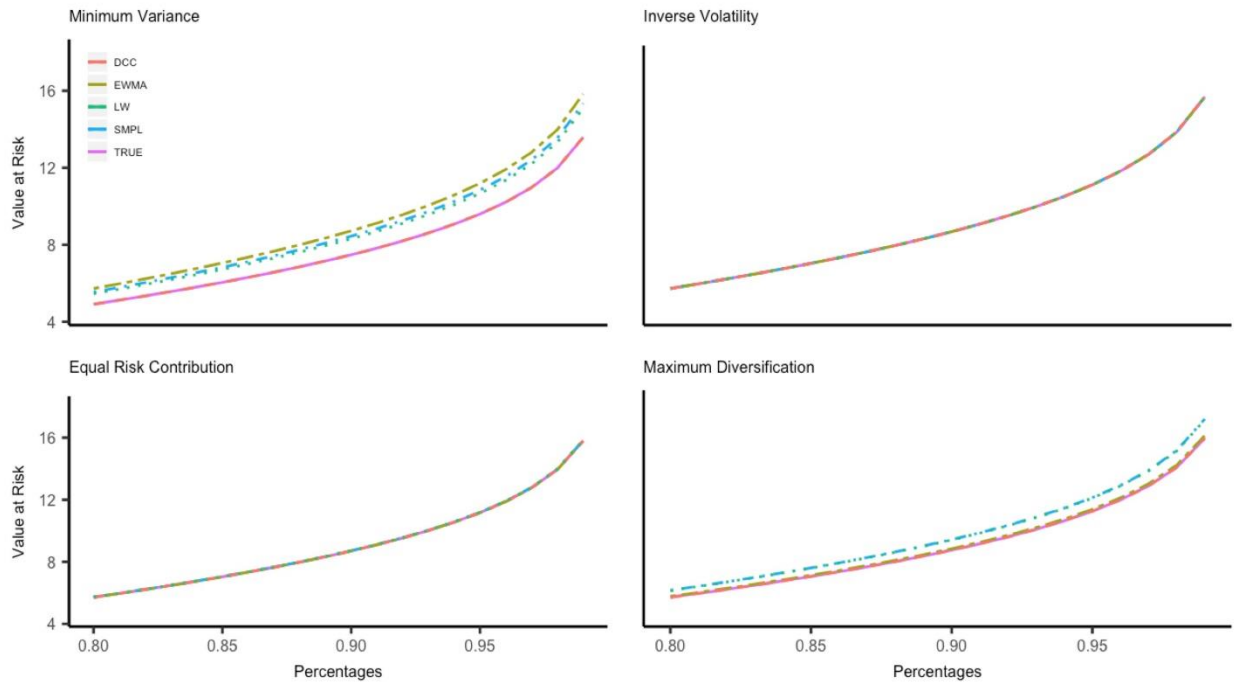 Minimum Variance
Inverse Volatility
DCC
EWMA
LW
SMPL
TRUE
16
12
8
4
Value at Risk
Equal Risk Contribution
Maximum Diversification
16
12
8
4
Value at Risk
0.80 0.85 0.90 0.95
0.80 0.85 0.90 0.95
Percentages
Percentages